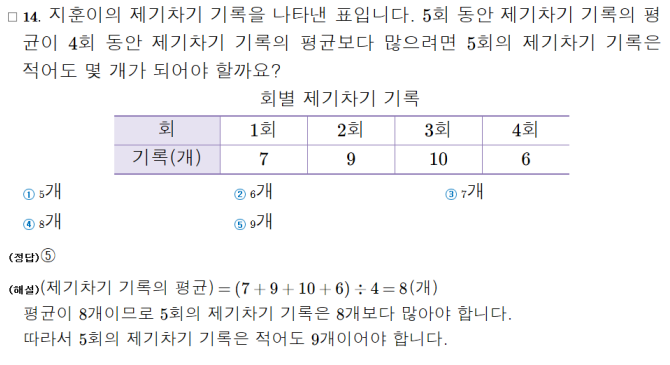 □ 14. 지훈이의 제기차기 기록을 나타낸 표입니다. 5회 동안 제기차기 기록의 평
균이 4회 동안 제기차기 기록의 평균보다 많으려면 5회의 제기차기 기록은
적어도 몇 개가 되어야 할까요?
회별 제기차기 기록
회 1회 2회 3회 4회
기록(개) 7 9 10 6
① 5개 ② 6개 ③ 7개
④ 8개 ⑤ 9개
(정답)⑤
(해설)(제기차기 기록의 평균)=(7+9+10+6)÷4=8(개)
평균이 8개이므로 5회의 제기차기 기록은 8개보다 많아야 합니다.
따라서 5회의 제기차기 기록은 적어도 9개이어야 합니다.